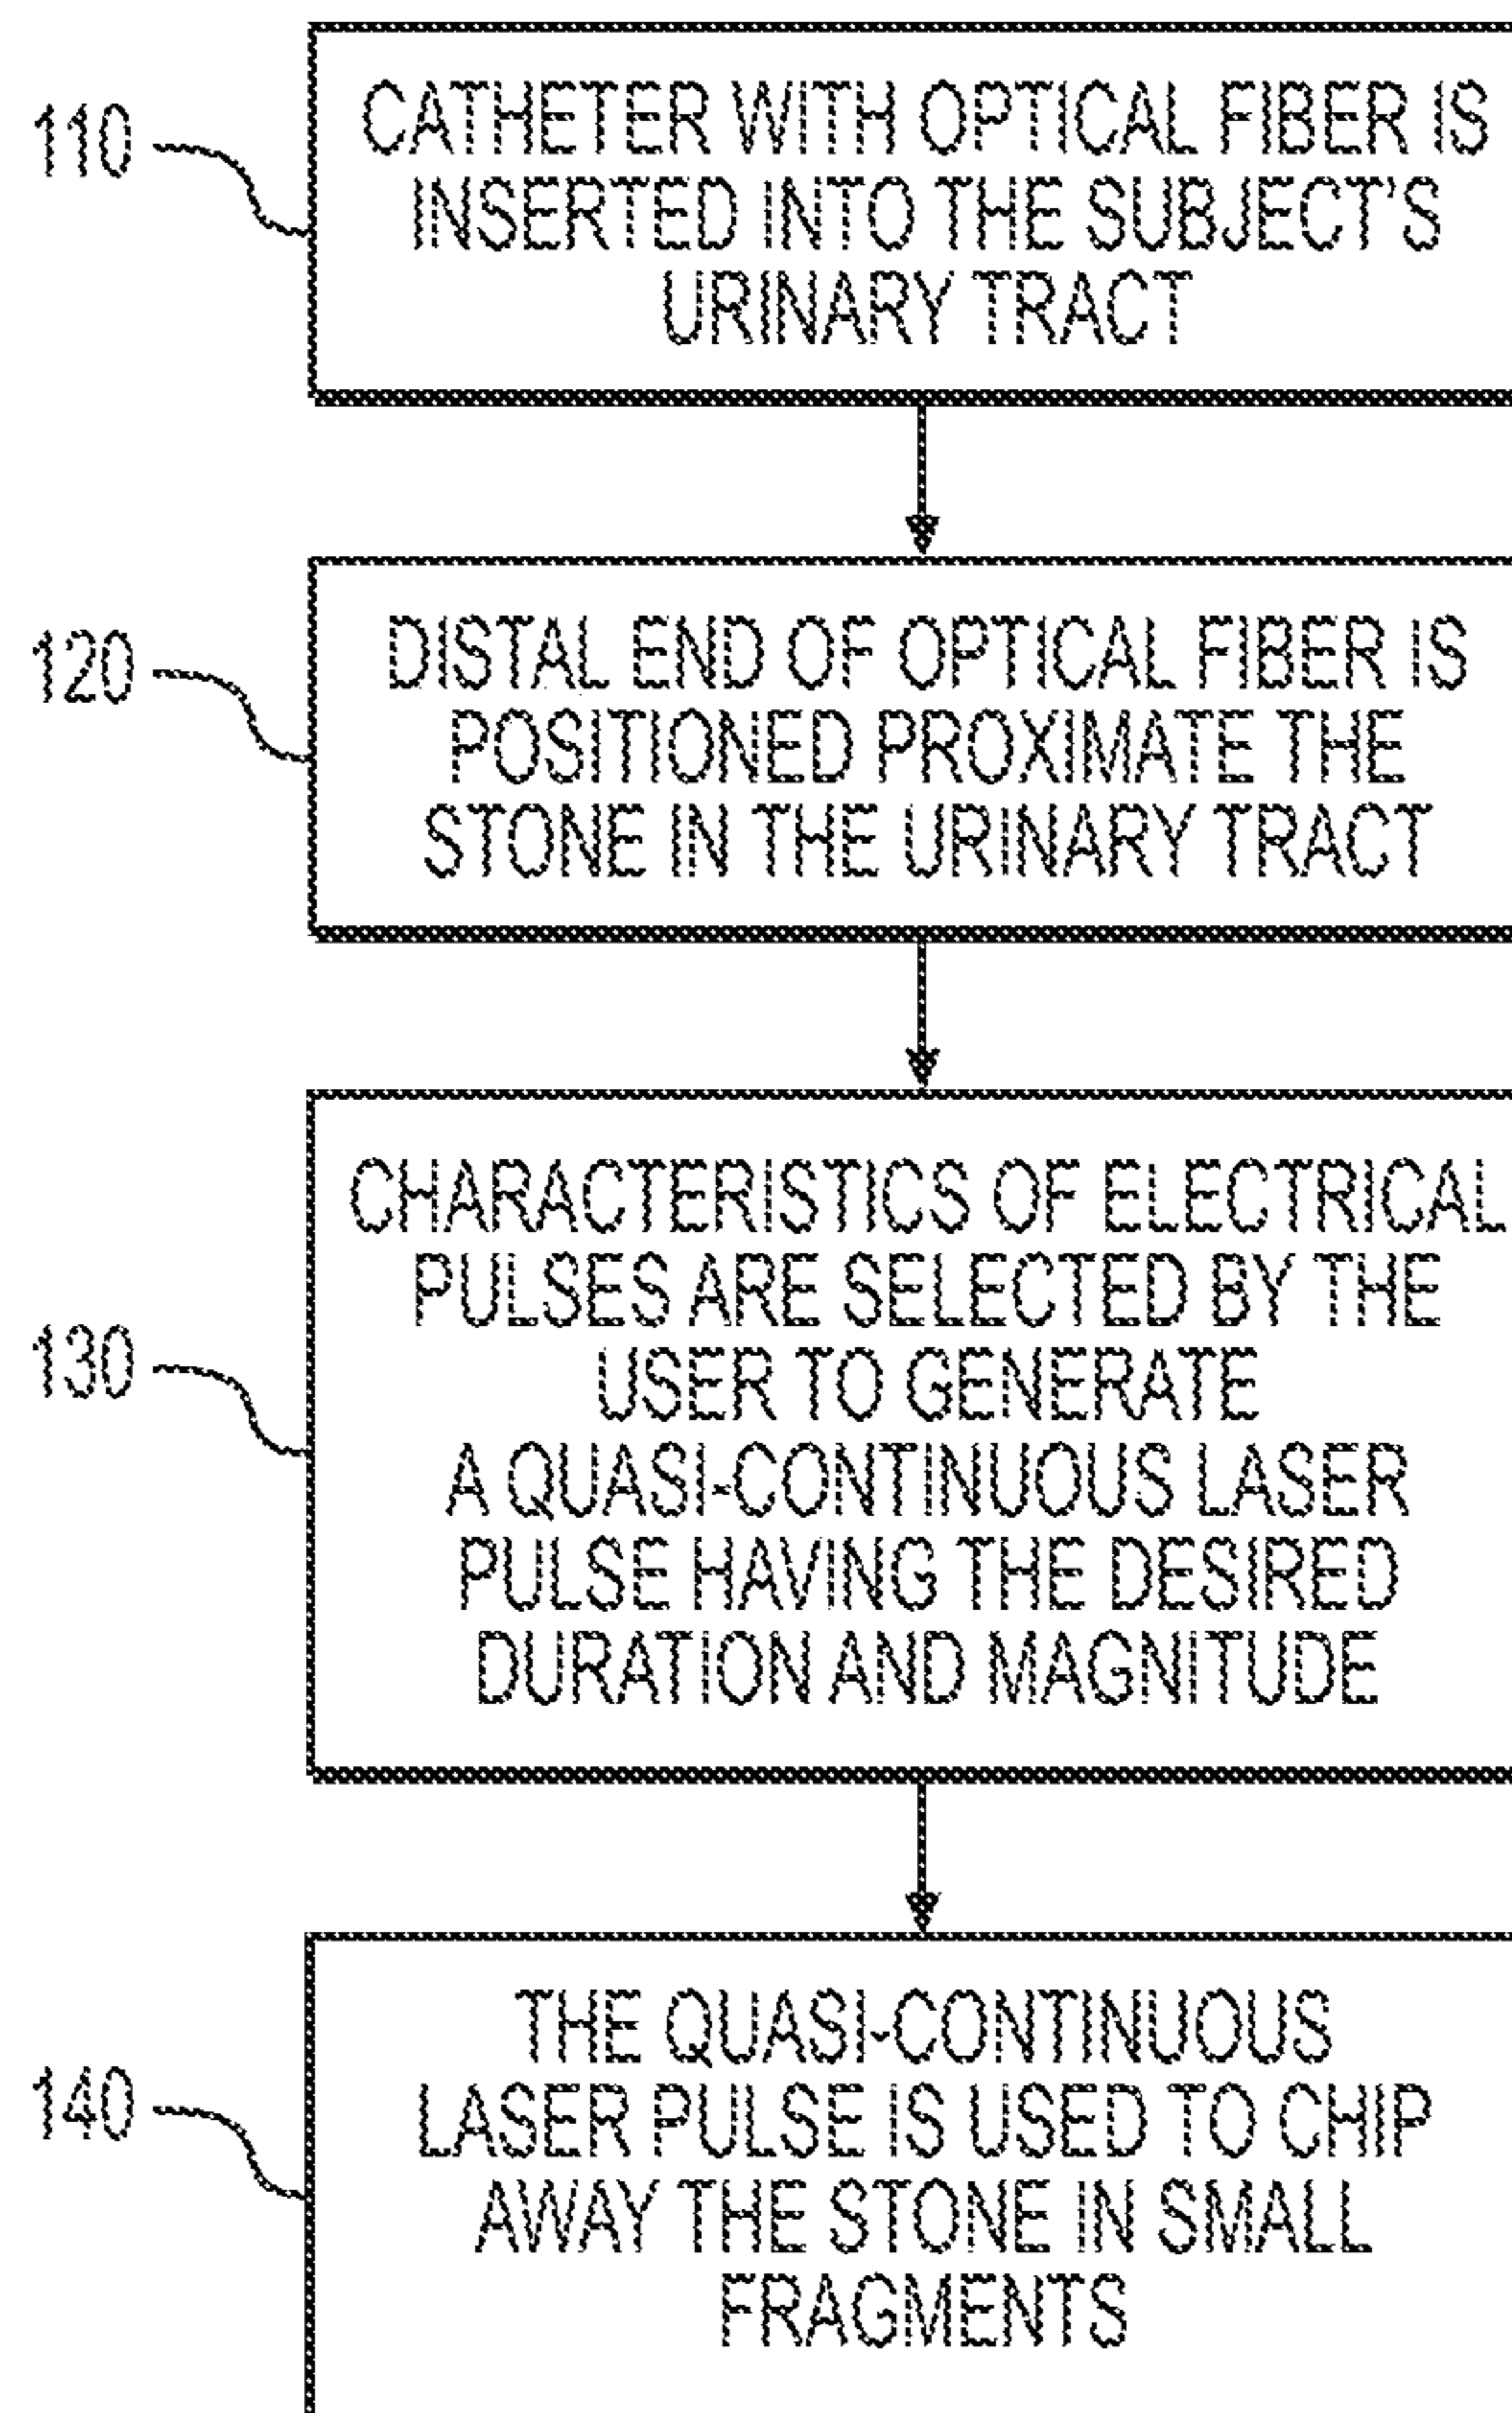 110
CATHETER WITH OPTICAL FIBER IS
INSERTED INTO THE SUBJECT'S
URINARY TRACT
120
DISTAL END OF OPTICAL FIBER IS
POSITIONED PROXIMATE THE
STONE IN THE URINARY TRACT
130
CHARACTERISTICS OF ELECTRICAL
PULSES ARE SELECTED BY THE
USER TO GENERATE
A QUASI-CONTINUOUS LASER
PULSE HAVING THE DESIRED
DURATION AND MAGNITUDE
140
THE QUASI-CONTINUOUS
LASER PULSE IS USED TO CHIP
AWAY THE STONE IN SMALL
FRAGMENTS